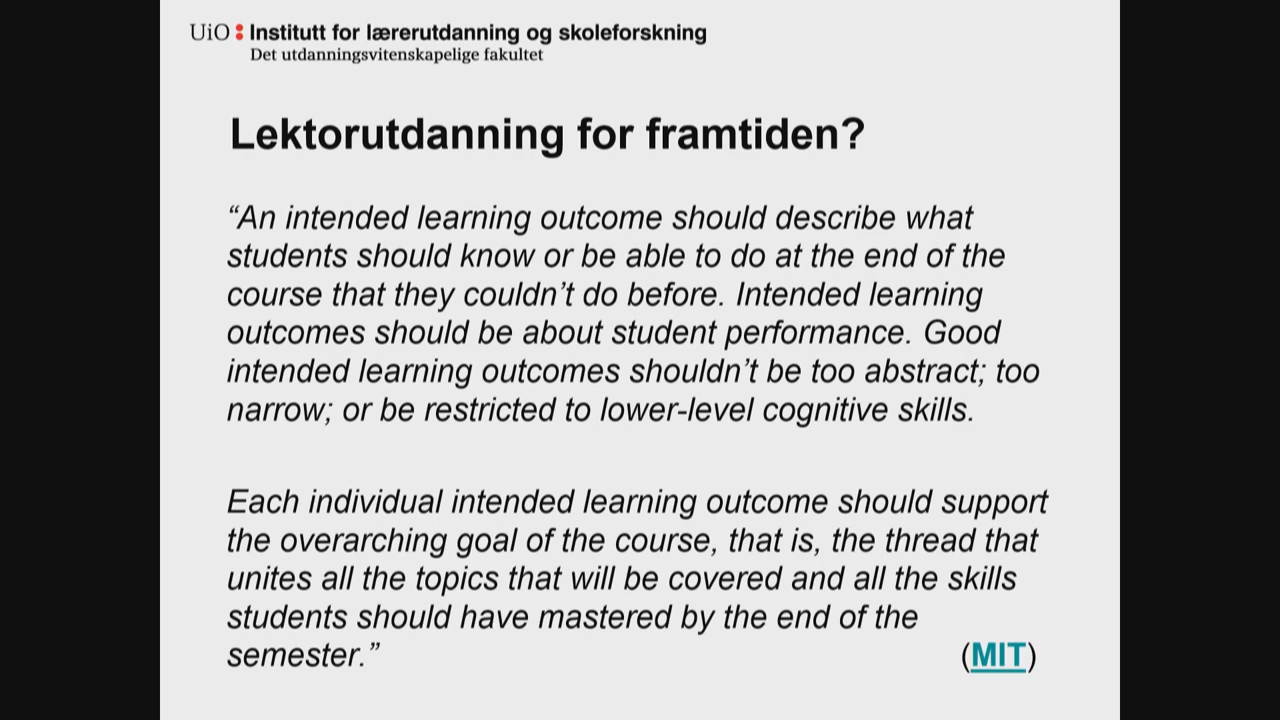 UiO : Institutt for lærerutdanning og skoleforskning
Det utdanningsvitenskapelige fakultet
Lektorutdanning for framtiden?
“An intended learning outcome should describe what
students should know or be able to do at the end of the
course that they couldn’t do before. Intended learning
outcomes should be about student performance. Good
intended learning outcomes shouldn’t be too abstract; too
narrow; or be restricted to lower-level cognitive skills.
Each individual intended learning outcome should support
the overarching goal of the course, that is, the thread that
unites all the topics that will be covered and all the skills
students should have mastered by the end of the
semester.” (MIT)